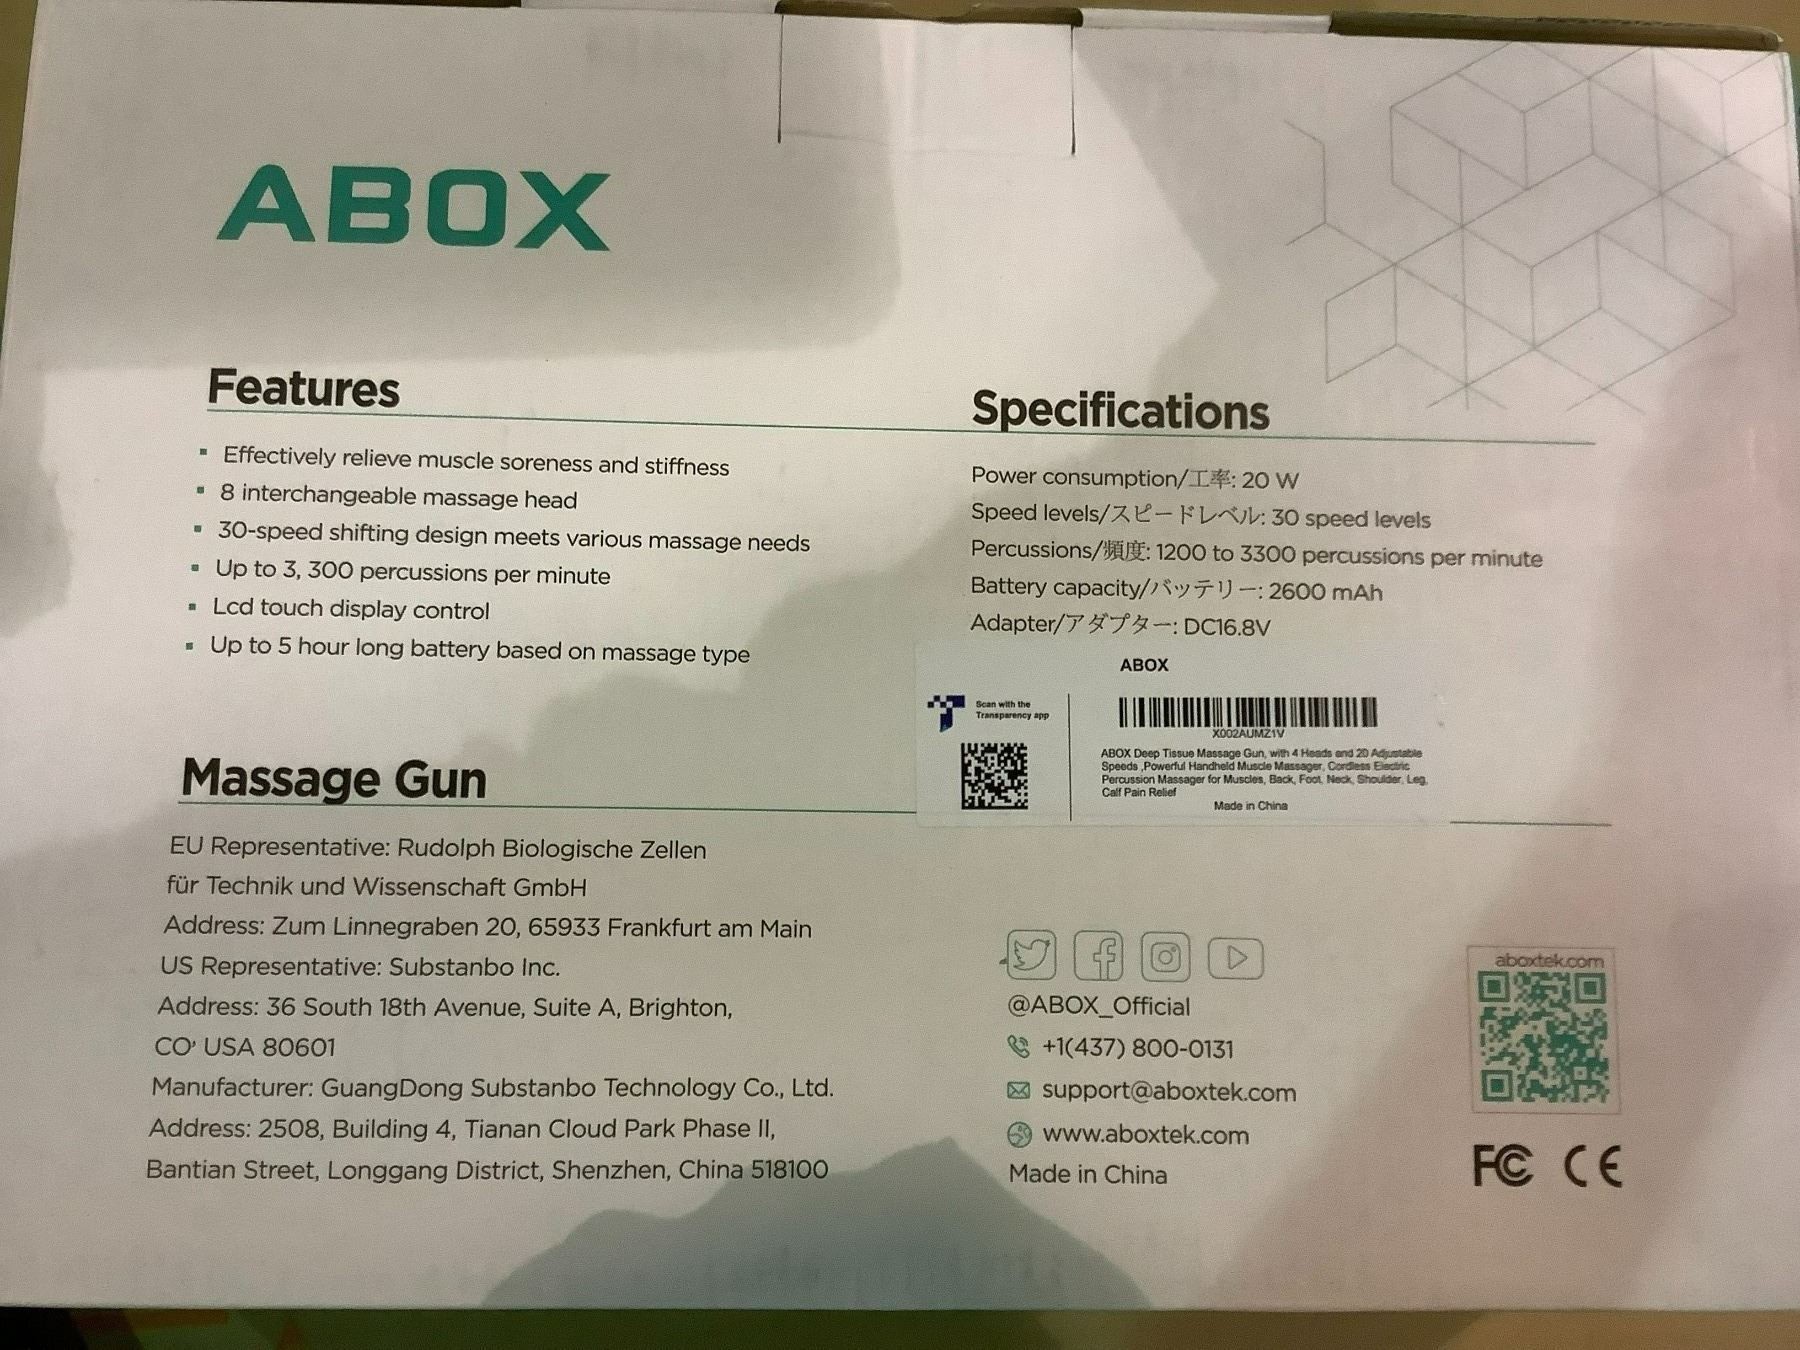 ABOX
Features
▪ Effectively relieve muscle soreness and stiffness
▪ 8 interchangeable massage head
▪ 30-speed shifting design meets various massage needs
▪ Up to 3, 300 percussions per minute
▪ Lcd touch display control
▪ Up to 5 hour long battery based on massage type
Specifications
Power consumption/工率: 20 W
Speed levels/スピードレベル: 30 speed levels
Percussions/頻度: 1200 to 3300 percussions per minute
Battery capacity/バッテリー: 2600 mAh
Adapter/アダプター: DC16.8V
ABOX
Scan with the
Transparency app
X002AUMZ1V
ABOX Deep Tissue Massage Gun, with 4 Heads and 20 Adjustable
Speeds ,Powerful Handheld Muscle Massager, Cordless Electric
Percussion Massager for Muscles, Back, Foot, Neck, Shoulder, Leg,
Calf Pain Relief
Made in China
Massage Gun
EU Representative: Rudolph Biologische Zellen
für Technik und Wissenschaft GmbH
Address: Zum Linnegraben 20, 65933 Frankfurt am Main
US Representative: Substanbo Inc.
Address: 36 South 18th Avenue, Suite A, Brighton,
CO' USA 80601
Manufacturer: GuangDong Substanbo Technology Co., Ltd.
Address: 2508, Building 4, Tianan Cloud Park Phase II,
Bantian Street, Longgang District, Shenzhen, China 518100
@ABOX_Official
+1(437) 800-0131
support@aboxtek.com
www.aboxtek.com
Made in China
aboxtek.com
FC CE